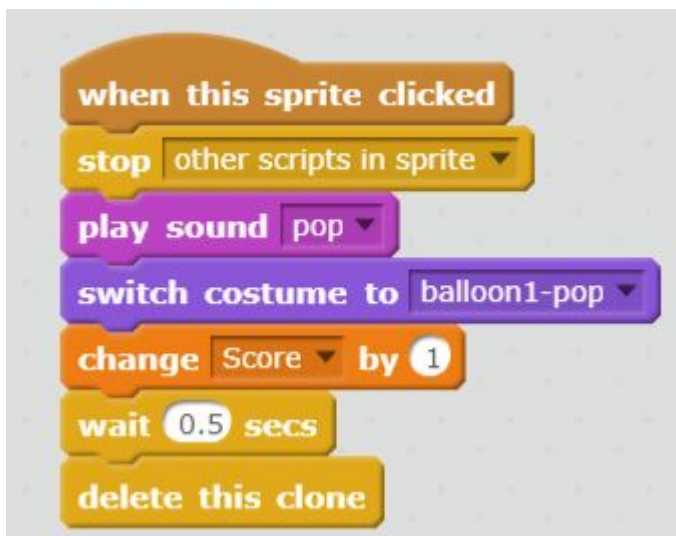 when this sprite clicked
stop other scripts in sprite
play sound pop
switch costume to balloon1-pop
change Score by 1
wait 0.5 secs
delete this clone